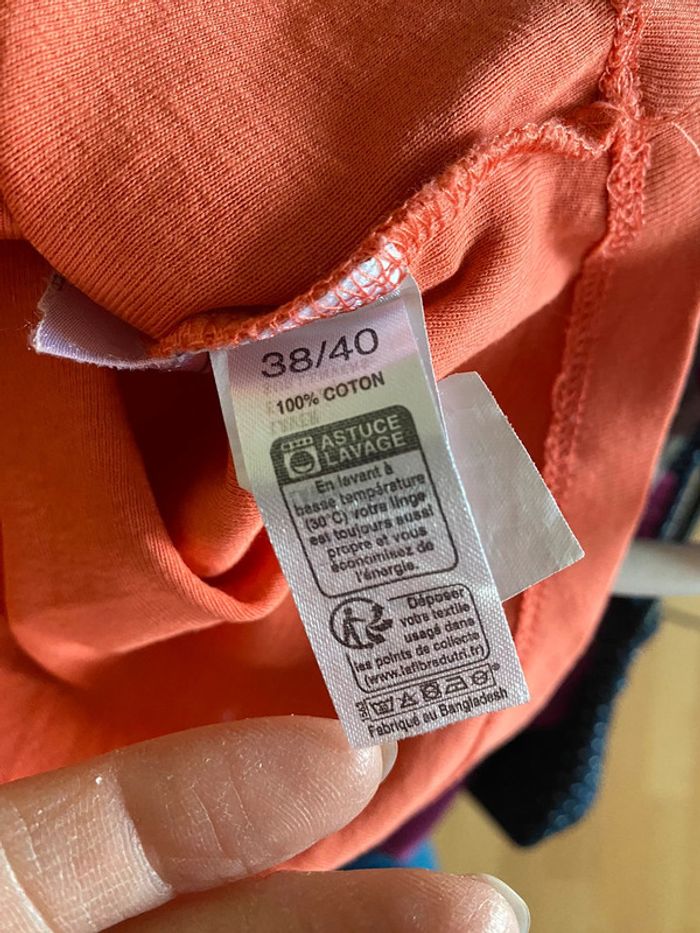 38/40
100% COTON
ASTUCE
LAVAGE
En lavant à
basse température
(30°C) votre linge
est toujours aussi
propre et vous
économisez de
l'énergie.
Déposer
votre textile
usagé dans
les points de collecte
(www.lafibredutri.fr)
Fabriqué au Bangladesh